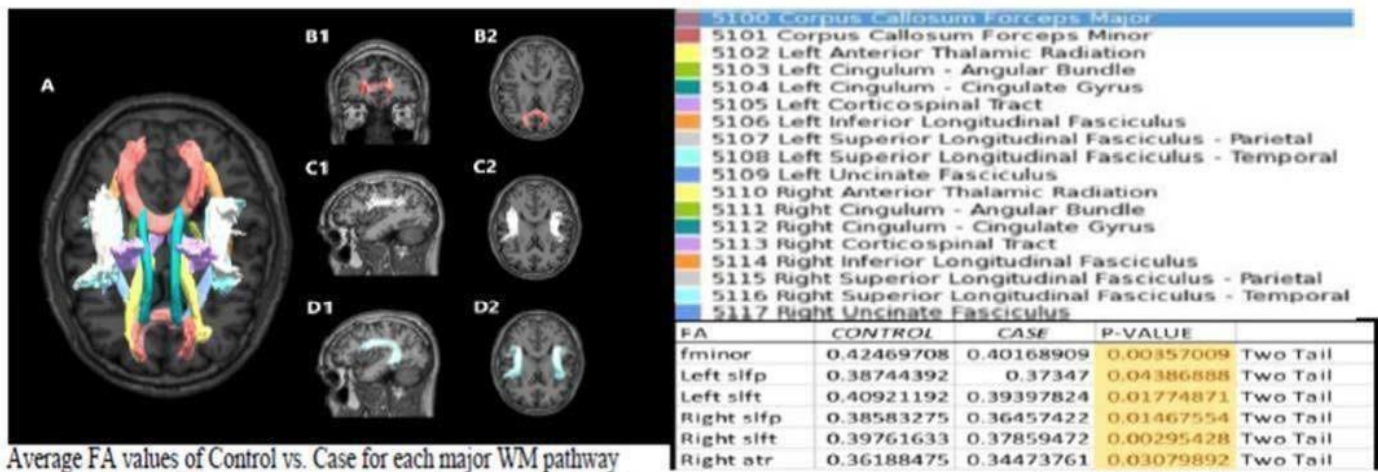 A
B1
B2
C1
C2
D1
D2
5100 Corpus Callosum Forceps Major
5101 Corpus Callosum Forceps Minor
5102 Left Anterior Thalamic Radiation
5103 Left Cingulum - Angular Bundle
5104 Left Cingulum - Cingulate Gyrus
5105 Left Corticospinal Tract
5106 Left Inferior Longitudinal Fasciculus
5107 Left Superior Longitudinal Fasciculus - Parietal
5108 Left Superior Longitudinal Fasciculus - Temporal
5109 Left Uncinate Fasciculus
5110 Right Anterior Thalamic Radiation
5111 Right Cingulum - Angular Bundle
5112 Right Cingulum - Cingulate Gyrus
5113 Right Corticospinal Tract
5114 Right Inferior Longitudinal Fasciculus
5115 Right Superior Longitudinal Fasciculus - Parietal
5116 Right Superior Longitudinal Fasciculus - Temporal
5117 Right Uncinate Fasciculus
FA CONTROL CASE P-VALUE
fminor 0.42469708 0.40168909 0.00357009 Two Tail
Left slfp 0.38744392 0.37347 0.04386888 Two Tail
Left slft 0.40921192 0.39397824 0.01774871 Two Tail
Right slfp 0.38583275 0.36457422 0.01467554 Two Tail
Right slft 0.39761633 0.37859472 0.00295428 Two Tail
Right atr 0.36188475 0.34473761 0.03079892 Two Tail
Average FA values of Control vs. Case for each major WM pathway